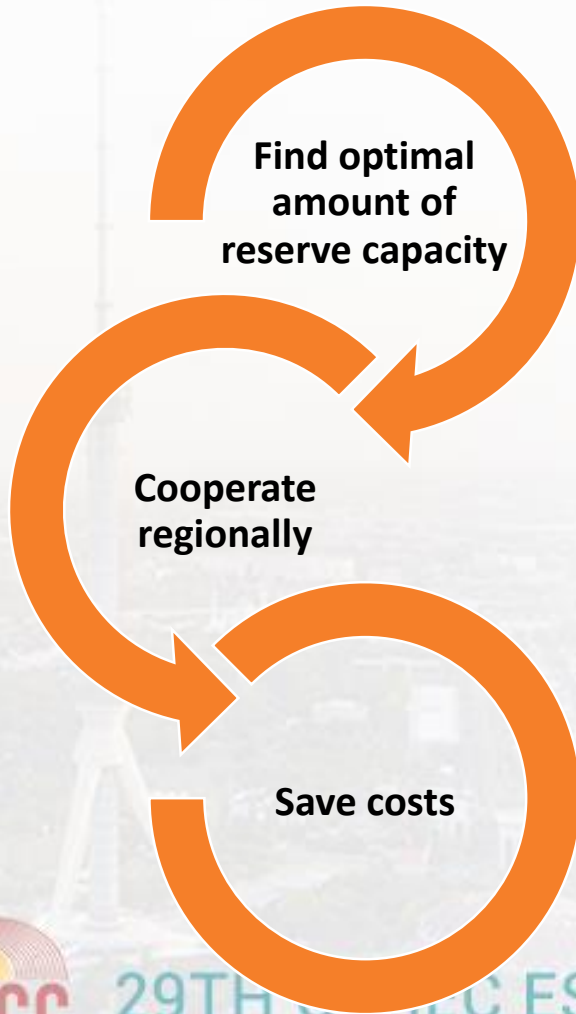 Find optimal
amount of
reserve capacity
Cooperate
regionally
Save costs
29TH